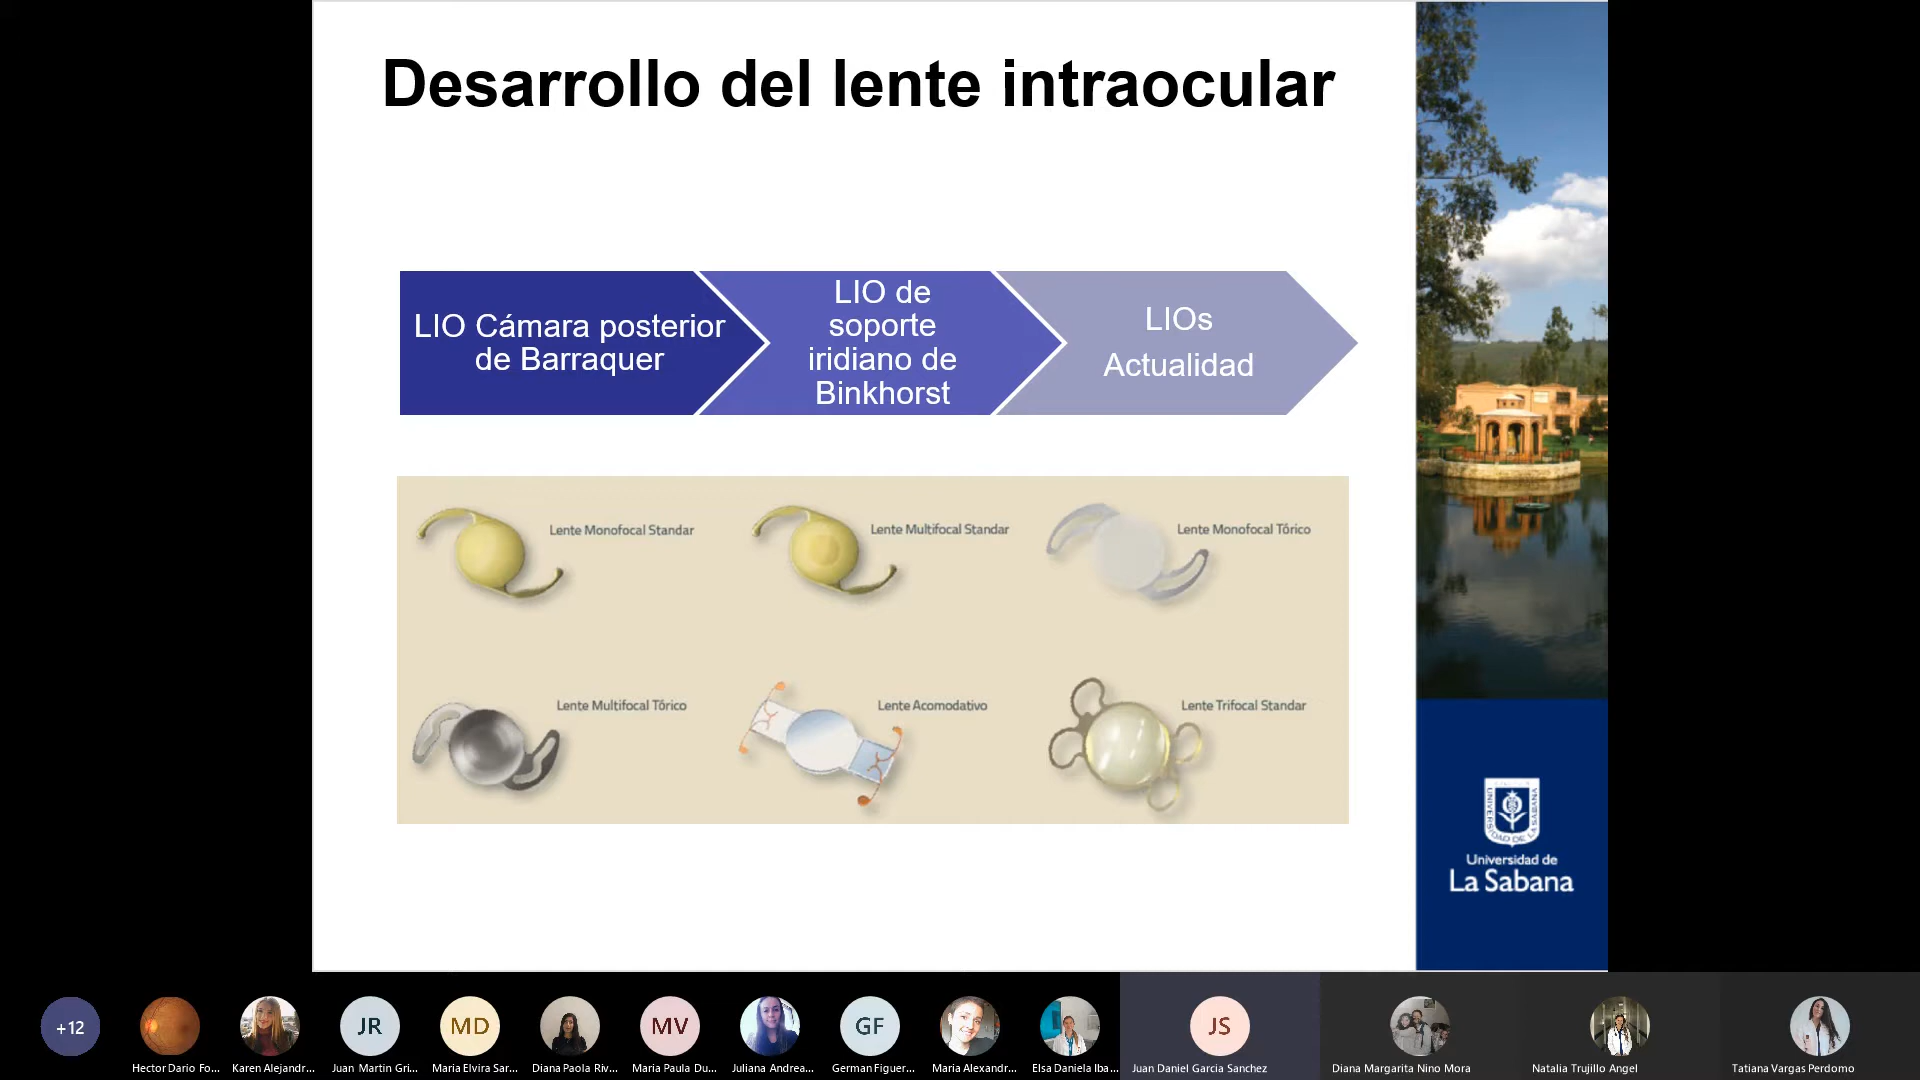 Desarrollo del lente intraocular
LIO Cámara posterior
de Barraquer
LIO de
soporte
iridiano de
Binkhorst
LIOs
Actualidad
Lente Monofocal Standar
Lente Multifocal Standar
Lente Monofocal Tórico
Lente Multifocal Tórico
Lente Acomodativo
Lente Trifocal Standar
UNIVERSIDAD DE LA SABANA
Universidad de
La Sabana
+12
JR
MD
MV
GF
JS
Hector Dario Fo...
Karen Alejandr...
Juan Martin Gri...
Maria Elvira Sar...
Diana Paola Riv...
Maria Paula Du...
Juliana Andrea...
German Figuer...
Maria Alexandr...
Elsa Daniela Iba...
Juan Daniel Garcia Sanchez
Diana Margarita Nino Mora
Natalia Trujillo Angel
Tatiana Vargas Perdomo